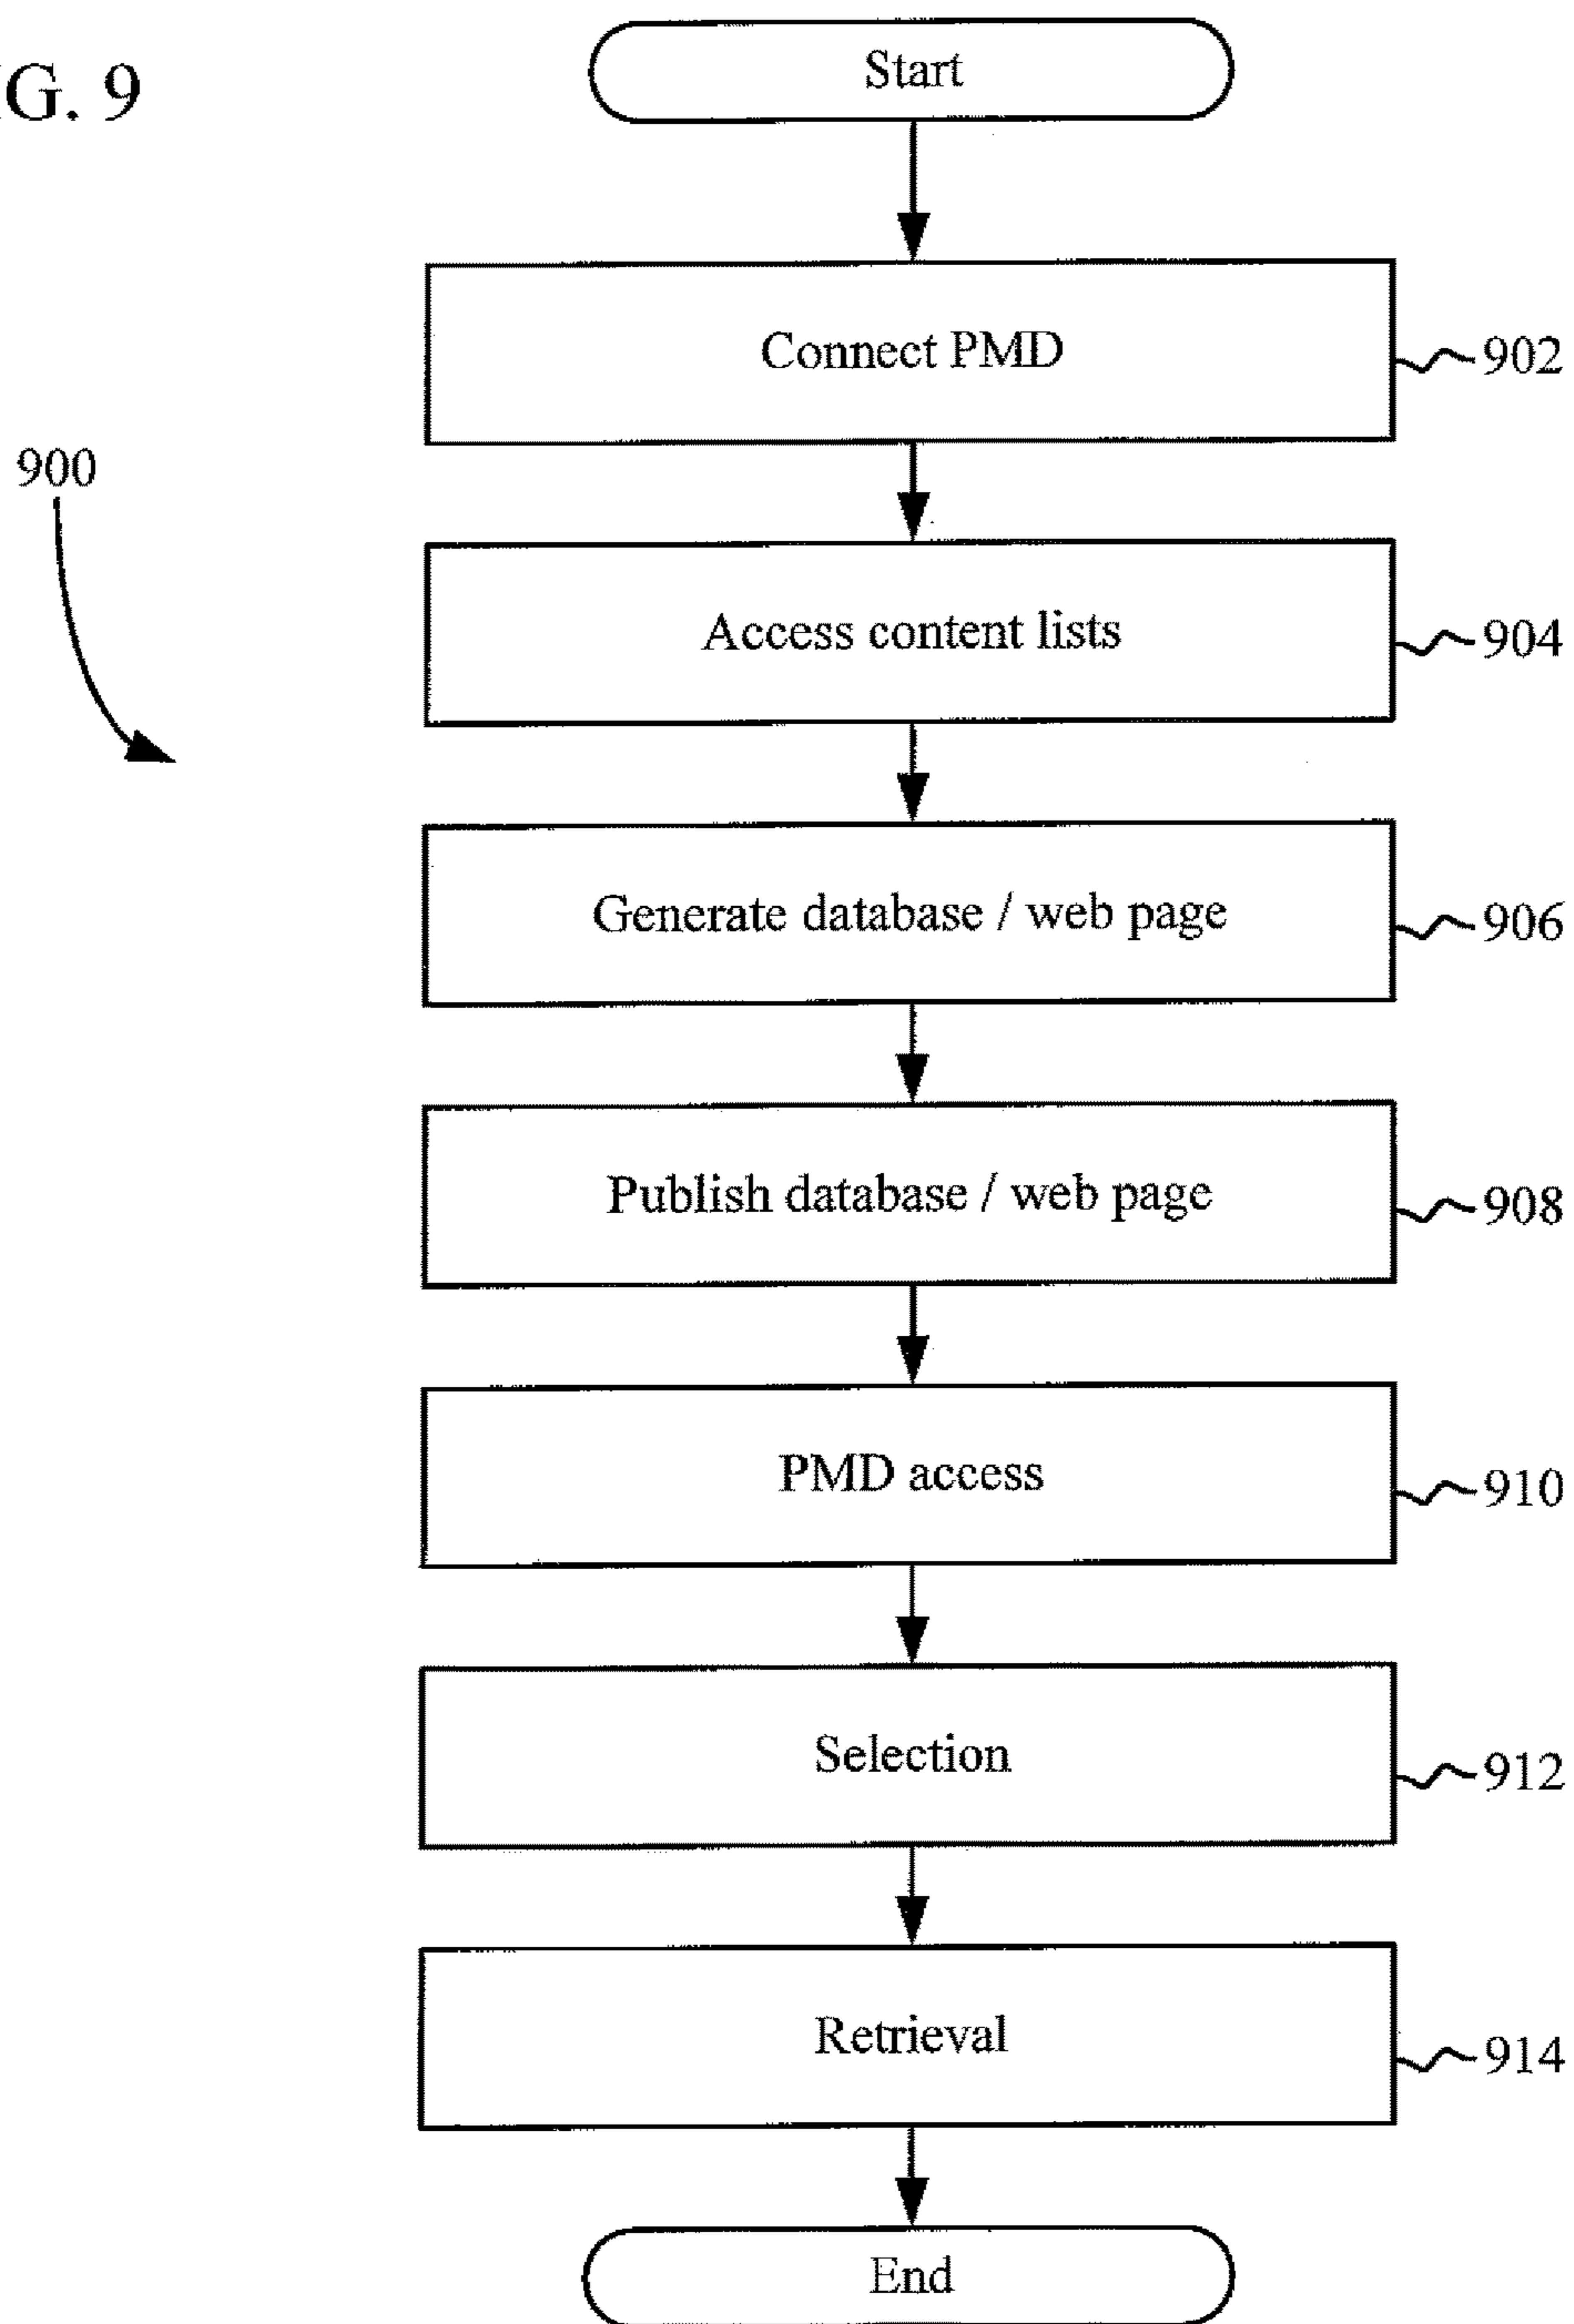 G. 9
Start
Connect PMD
902
900
Access content lists
904
Generate database / web page
906
Publish database / web page
908
PMD access
910
Selection
912
Retrieval
914
End